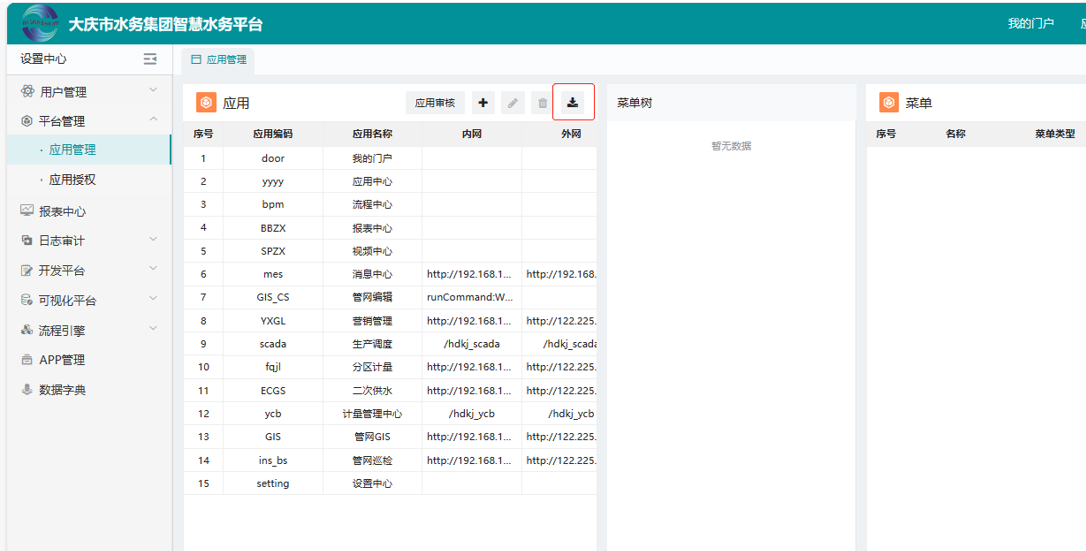 大庆市水务集团智慧水务平台 我的门户
设置中心
用户管理
平台管理
应用管理
应用授权
报表中心
日志审计
开发平台
可视化平台
流程引擎
APP管理
数据字典
应用管理
应用 应用审核
序号 应用编码 应用名称 内网 外网
1 door 我的门户
2 yyyy 应用中心
3 bpm 流程中心
4 BBZX 报表中心
5 SPZX 视频中心
6 mes 消息中心 http://192.168.1... http://192.168.
7 GIS_CS 管网编辑 runCommand:W...
8 YXGL 营销管理 http://192.168.1... http://122.225.
9 scada 生产调度 /hdkj_scada /hdkj_scada
10 fqjl 分区计量 http://192.168.1... http://122.225.
11 ECGS 二次供水 http://192.168.1... http://122.225.
12 ycb 计量管理中心 /hdkj_ycb /hdkj_ycb
13 GIS 管网GIS http://192.168.1... http://122.225.
14 ins_bs 管网巡检 http://192.168.1... http://122.225.
15 setting 设置中心
菜单树
暂无数据
菜单
序号 名称 菜单类型